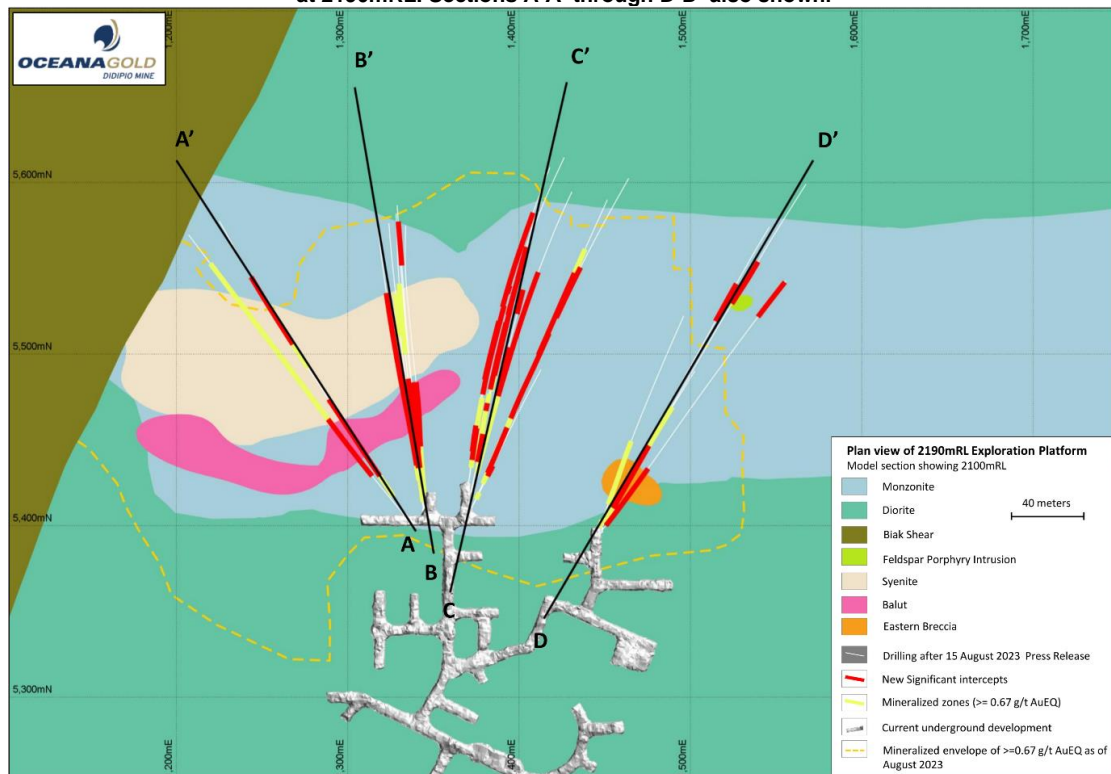 at 2100mRL. Sections A-A' through D-D' also shown.
OCEANAGOLD
DIDIPIO MINE
1,200mE
1,300mE
1,400mE
1,500mE
1,600mE
1,700mE
B'
C'
A'
D'
5,600mN
5,500mN
5,400mN
5,300mN
A
B
C
D
1,200mE
1,300mE
1,400mE
1,500mE
Plan view of 2190mRL Exploration Platform
Model section showing 2100mRL
Monzonite
Diorite
40 meters
Biak Shear
Feldspar Porphyry Intrusion
Syenite
Balut
Eastern Breccia
Drilling after 15 August 2023 Press Release
New Significant intercepts
Mineralized zones (>= 0.67 g/t AuEQ)
Current underground development
Mineralized envelope of >=0.67 g/t AuEQ as of
August 2023